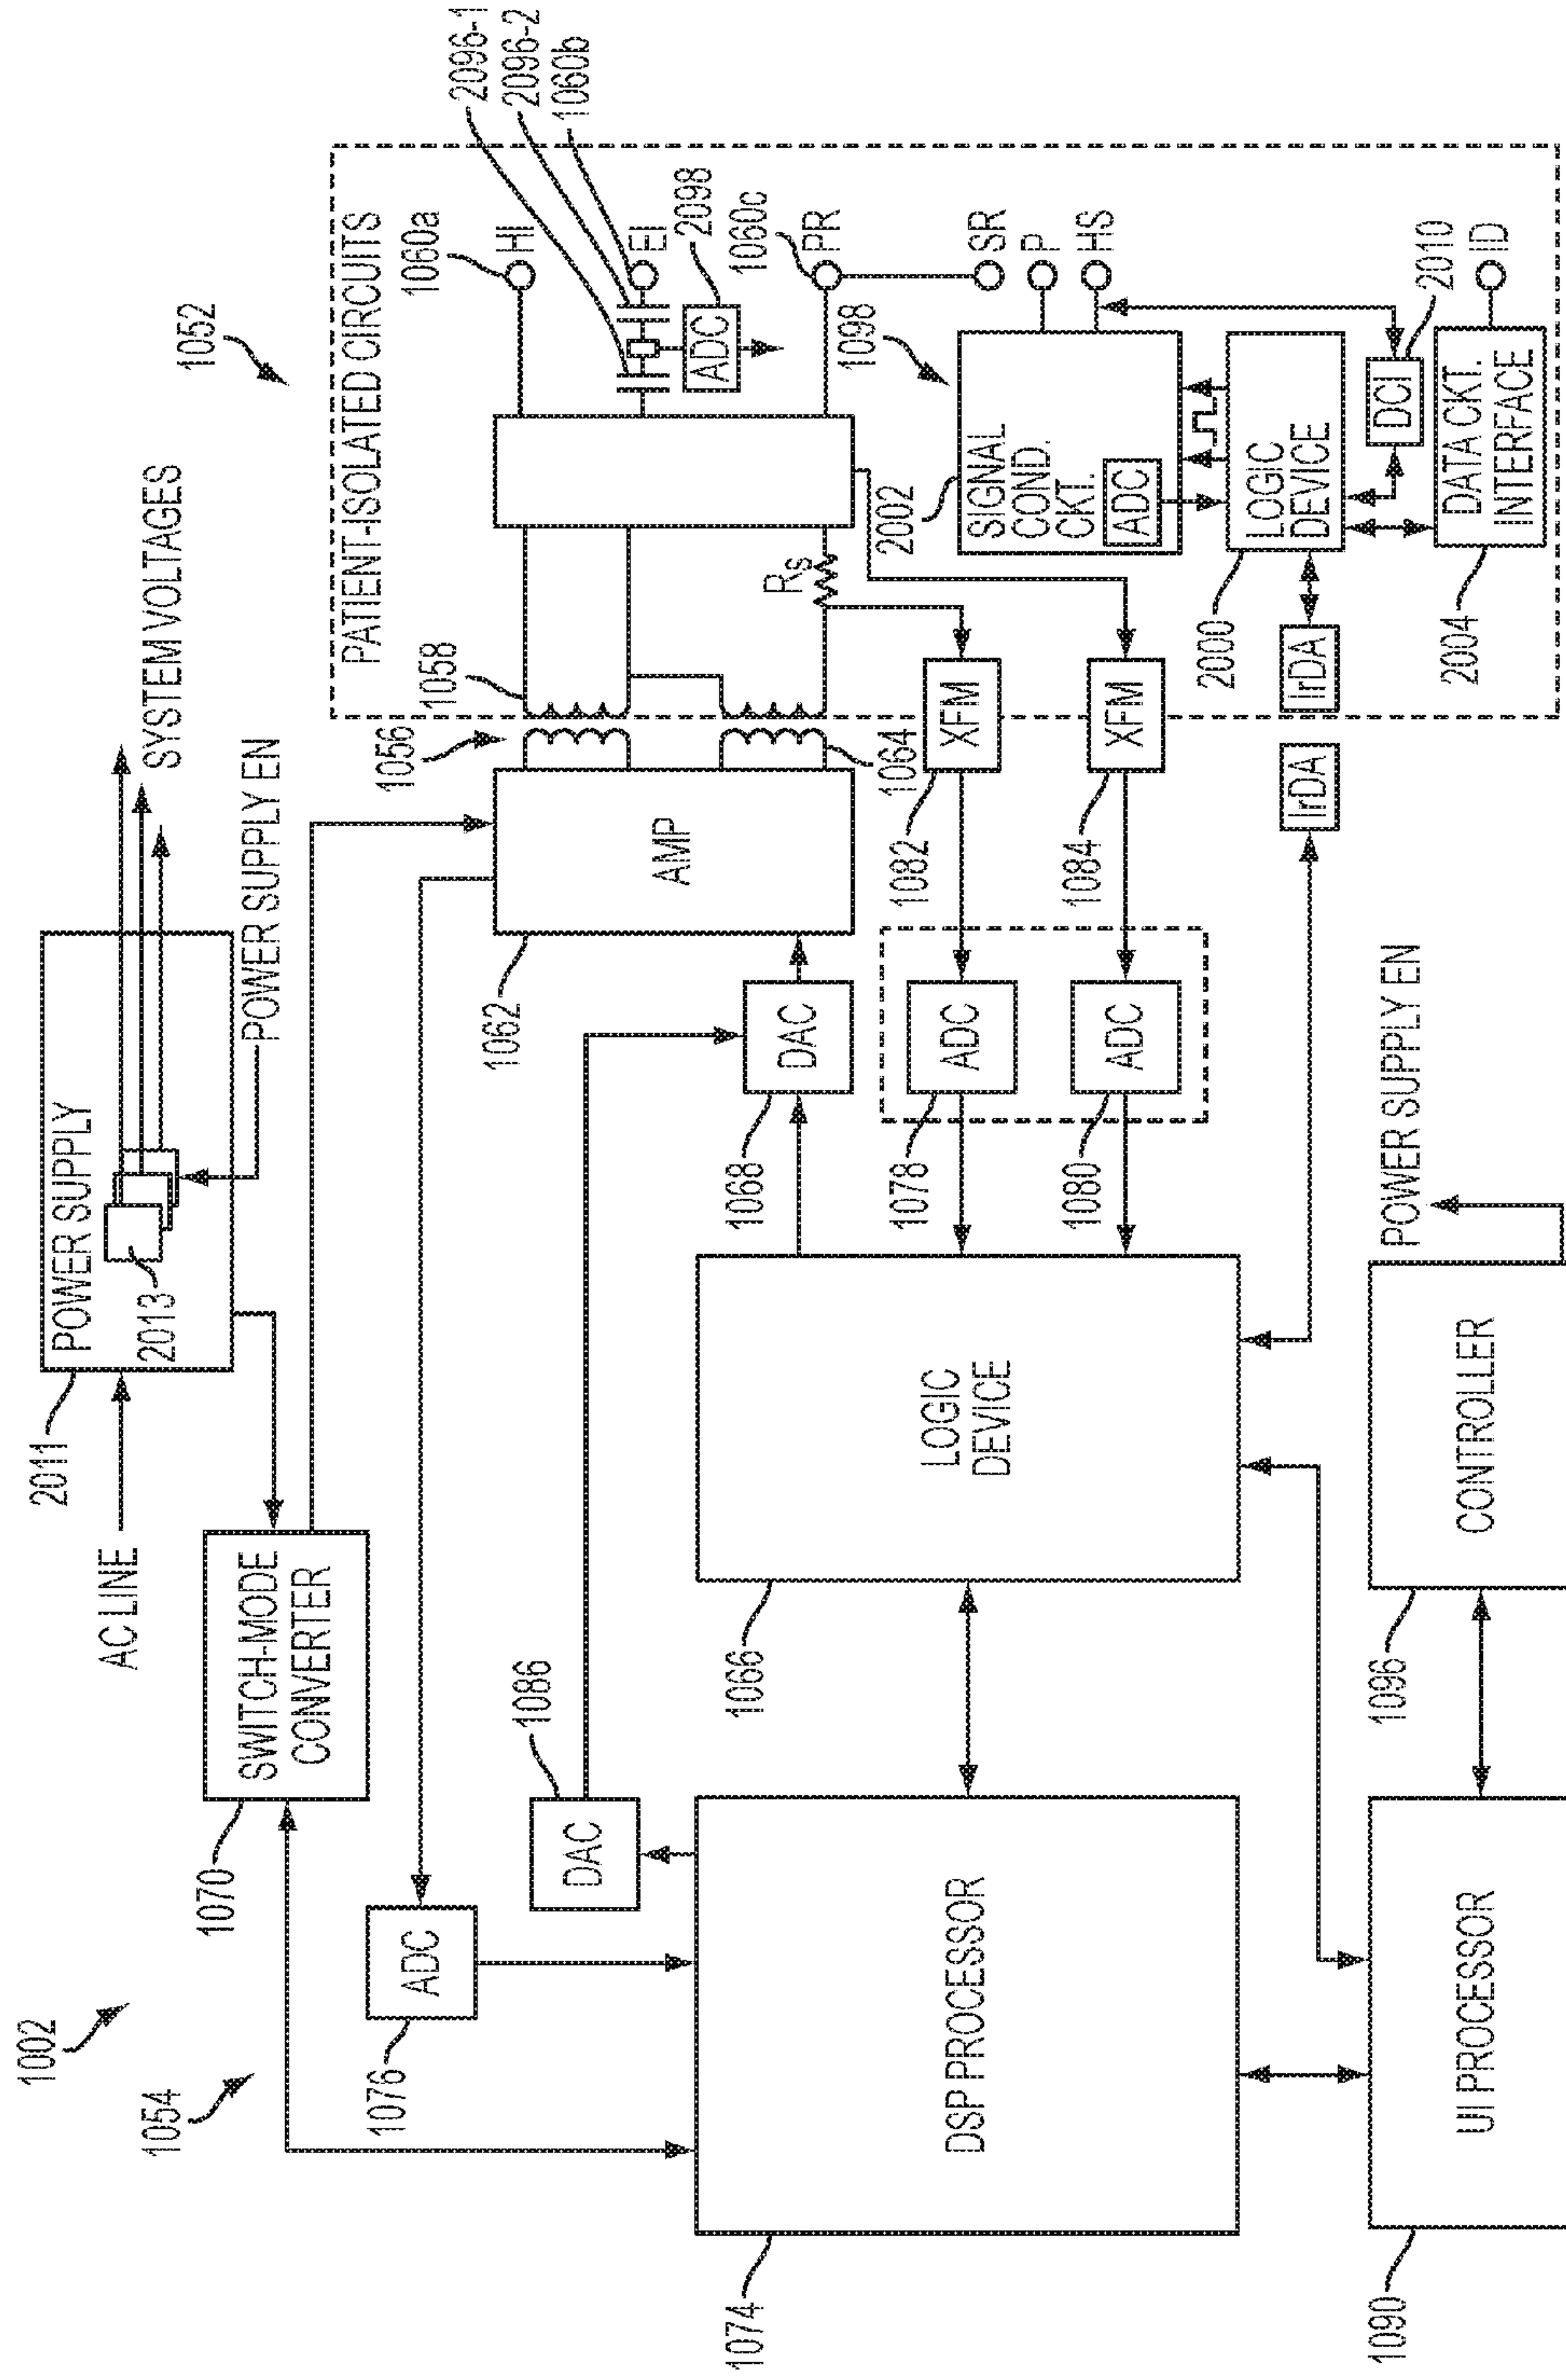 1002
1054
1052
AC LINE
2011
POWER SUPPLY
2013
SYSTEM VOLTAGES
POWER SUPPLY EN
1070
SWITCH-MODE
CONVERTER
1076
ADC
1086
DAC
1062
AMP
1056
1058
1064
PATIENT-ISOLATED CIRCUITS
1060a
HI
2096-1
2096-2
1060b
EI
ADC
2098
1060c
PR
RS
SR
P
HS
1098
2002
SIGNAL
COND.
CKT.
ADC
2000
LOGIC
DEVICE
DCI
2010
2004
DATA CKT.
INTERFACE
ID
1068
DAC
1078
ADC
1080
ADC
1082
XFM
1084
XFM
IrDA
IrDA
1066
LOGIC
DEVICE
1074
DSP PROCESSOR
1090
UI PROCESSOR
1096
CONTROLLER
POWER SUPPLY EN